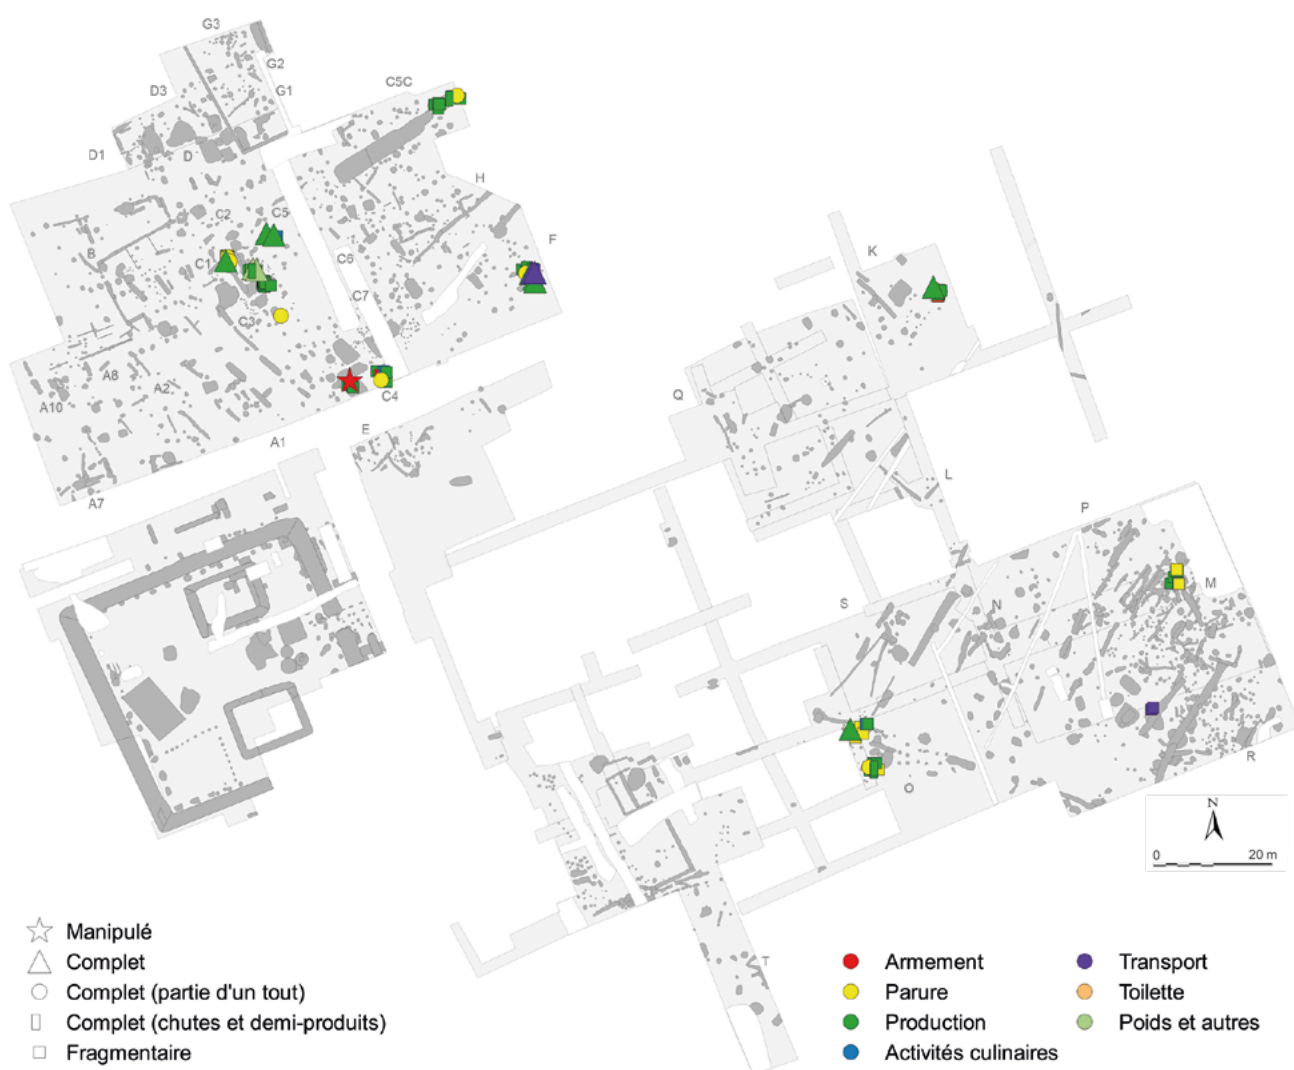 G3
G2
D3
G1
C5C
D1
D
H
C2
C5
F
B
C1
C6
K
C7
C3
A8
A2
Q
A10
C4
E
A1
L
A7
P
M
S
N
R
O
N
0 20 m
T
Manipulé
Complet
Complet (partie d'un tout)
Complet (chutes et demi-produits)
Fragmentaire
Armement
Parure
Production
Activités culinaires
Transport
Toilette
Poids et autres